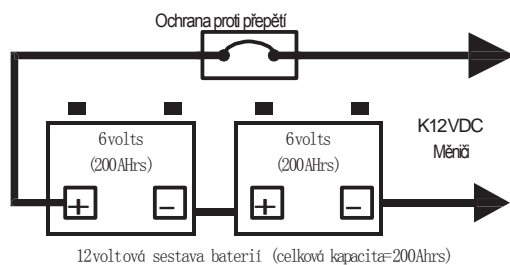 Ochrana proti přepětí
K12VDC
Měniči
6volts
(200AHrs)
+
-
6volts
(200AHrs)
+
-
12voltová sestava baterií (celková kapacita=200Ahrs)